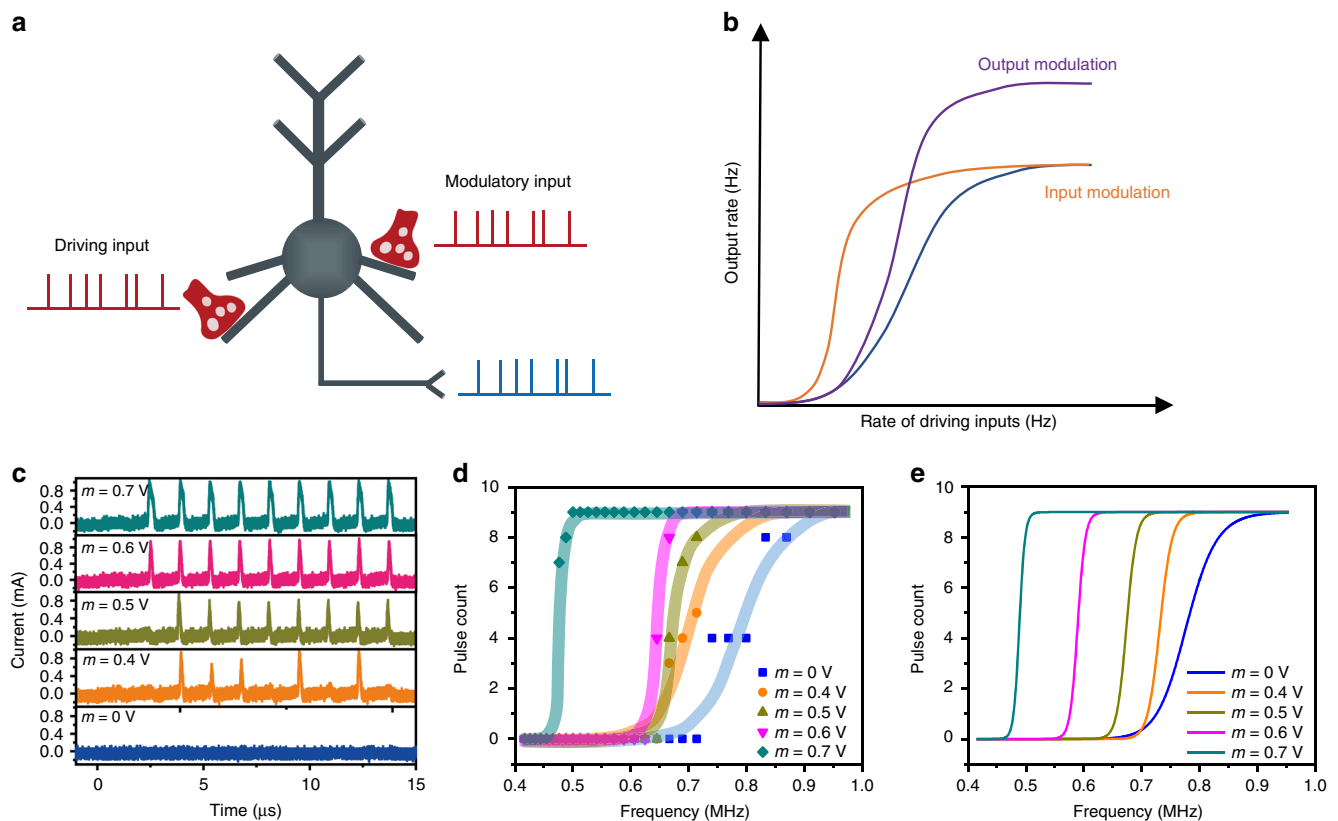 a
Modulatory input
Driving input
b
Output modulation
Input modulation
Output rate (Hz)
Rate of driving inputs (Hz)
c
m = 0.7 V
0.8
0.4
0.0
m = 0.6 V
0.8
0.4
0.0
m = 0.5 V
0.8
0.4
0.0
m = 0.4 V
0.8
0.4
0.0
m = 0 V
0.8
0.4
0.0
Current (mA)
0 5 10 15
Time (μs)
d
10
8
6
4
2
0
Pulse count
m = 0 V
m = 0.4 V
m = 0.5 V
m = 0.6 V
m = 0.7 V
0.4 0.5 0.6 0.7 0.8 0.9 1.0
Frequency (MHz)
e
10
8
6
4
2
0
Pulse count
m = 0 V
m = 0.4 V
m = 0.5 V
m = 0.6 V
m = 0.7 V
0.4 0.5 0.6 0.7 0.8 0.9 1.0
Frequency (MHz)